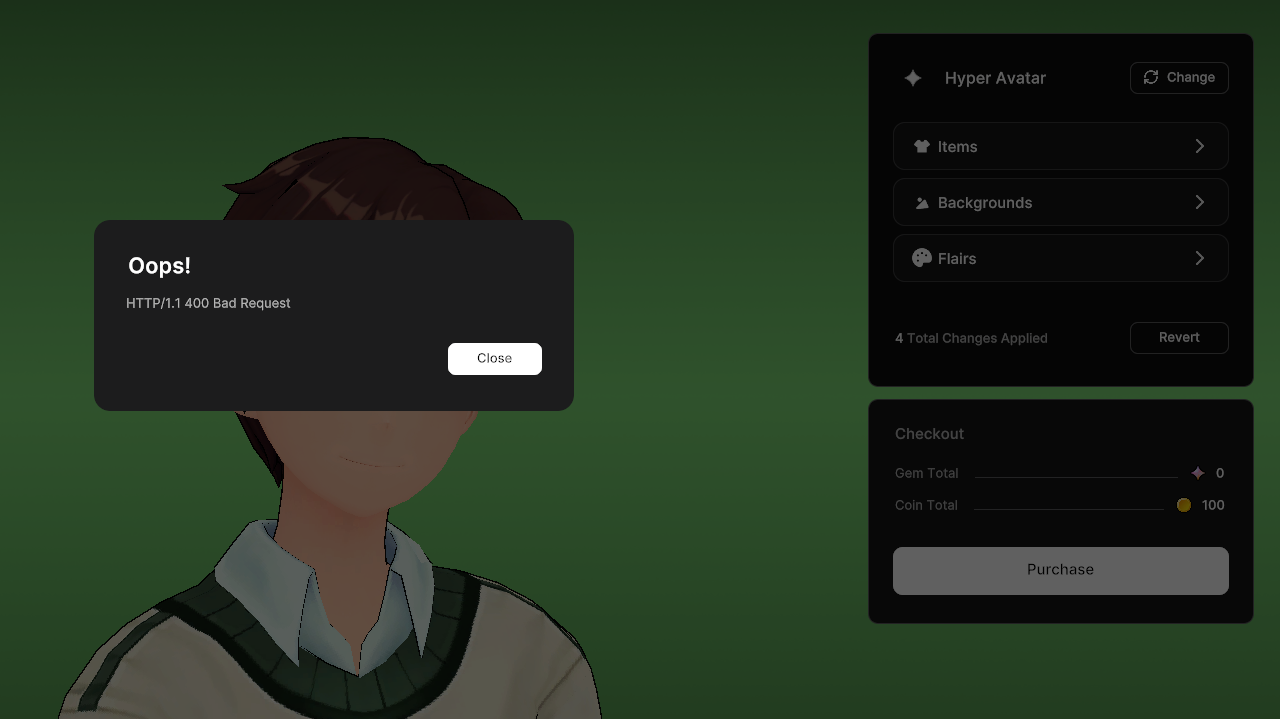 Hyper Avatar
Change
Items
Backgrounds
Flairs
4 Total Changes Applied
Revert
Oops!
HTTP/1.1 400 Bad Request
Close
Checkout
Gem Total 0
Coin Total 100
Purchase